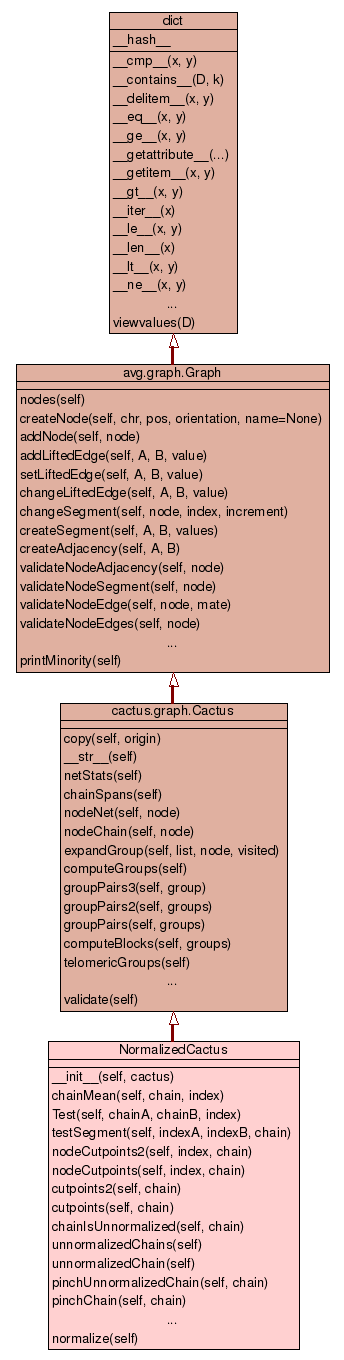 dict
__hash__
__cmp__(x, y)
__contains__(D, k)
__delitem__(x, y)
__eq__(x, y)
__ge__(x, y)
__getattribute__(...)
__getitem__(x, y)
__gt__(x, y)
__iter__(x)
__le__(x, y)
__len__(x)
__lt__(x, y)
__ne__(x, y)
...
viewvalues(D)
avg.graph.Graph
nodes(self)
createNode(self, chr, pos, orientation, name=None)
addNode(self, node)
addLiftedEdge(self, A, B, value)
setLiftedEdge(self, A, B, value)
changeLiftedEdge(self, A, B, value)
changeSegment(self, node, index, increment)
createSegment(self, A, B, values)
createAdjacency(self, A, B)
validateNodeAdjacency(self, node)
validateNodeSegment(self, node)
validateNodeEdge(self, node, mate)
validateNodeEdges(self, node)
...
printMinority(self)
cactus.graph.Cactus
copy(self, origin)
__str__(self)
netStats(self)
chainSpans(self)
nodeNet(self, node)
nodeChain(self, node)
expandGroup(self, list, node, visited)
computeGroups(self)
groupPairs3(self, group)
groupPairs2(self, groups)
groupPairs(self, groups)
computeBlocks(self, groups)
telomericGroups(self)
...
validate(self)
NormalizedCactus
__init__(self, cactus)
chainMean(self, chain, index)
Test(self, chainA, chainB, index)
testSegment(self, indexA, indexB, chain)
nodeCutpoints2(self, index, chain)
nodeCutpoints(self, index, chain)
cutpoints2(self, chain)
cutpoints(self, chain)
chainIsUnnormalized(self, chain)
unnormalizedChains(self)
unnormalizedChain(self)
pinchUnnormalizedChain(self, chain)
pinchChain(self, chain)
...
normalize(self)